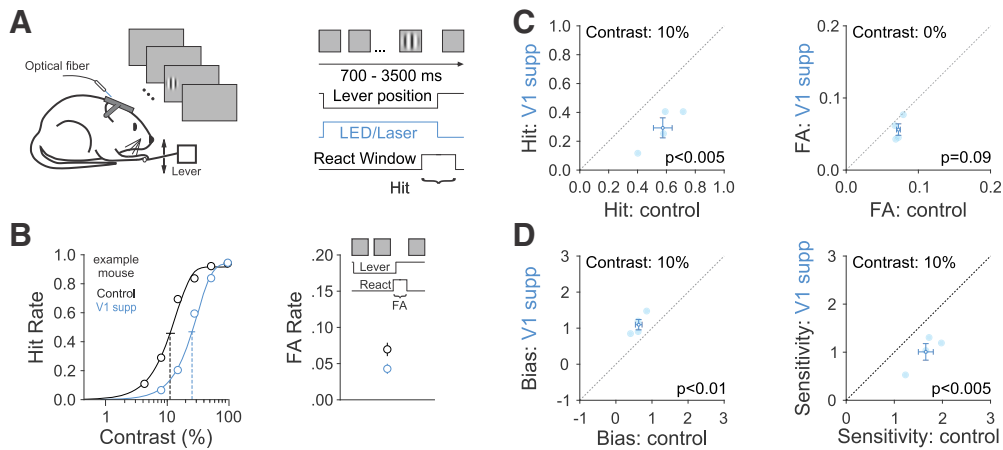 A
Optical fiber
Lever
...
700 - 3500 ms
Lever position
LED/Laser
React Window
Hit
B
Hit Rate
1.0
0.8
0.6
0.4
0.2
0.0
example
mouse
Control
V1 supp
1
10
100
Contrast (%)
FA Rate
.20
.15
.10
.05
.00
Lever
React
FA
C
Hit: V1 supp
1.0
0.8
0.6
0.4
0.2
0.0
Contrast: 10%
p<0.005
0.0 0.2 0.4 0.6 0.8 1.0
Hit: control
FA: V1 supp
0.2
0.1
0.0
Contrast: 0%
p=0.09
0.0 0.1 0.2
FA: control
D
Bias: V1 supp
3
2
1
0
-1
Contrast: 10%
p<0.01
-1 0 1 2 3
Bias: control
Sensitivity: V1 supp
3
2
1
0
Contrast: 10%
p<0.005
0 1 2 3
Sensitivity: control